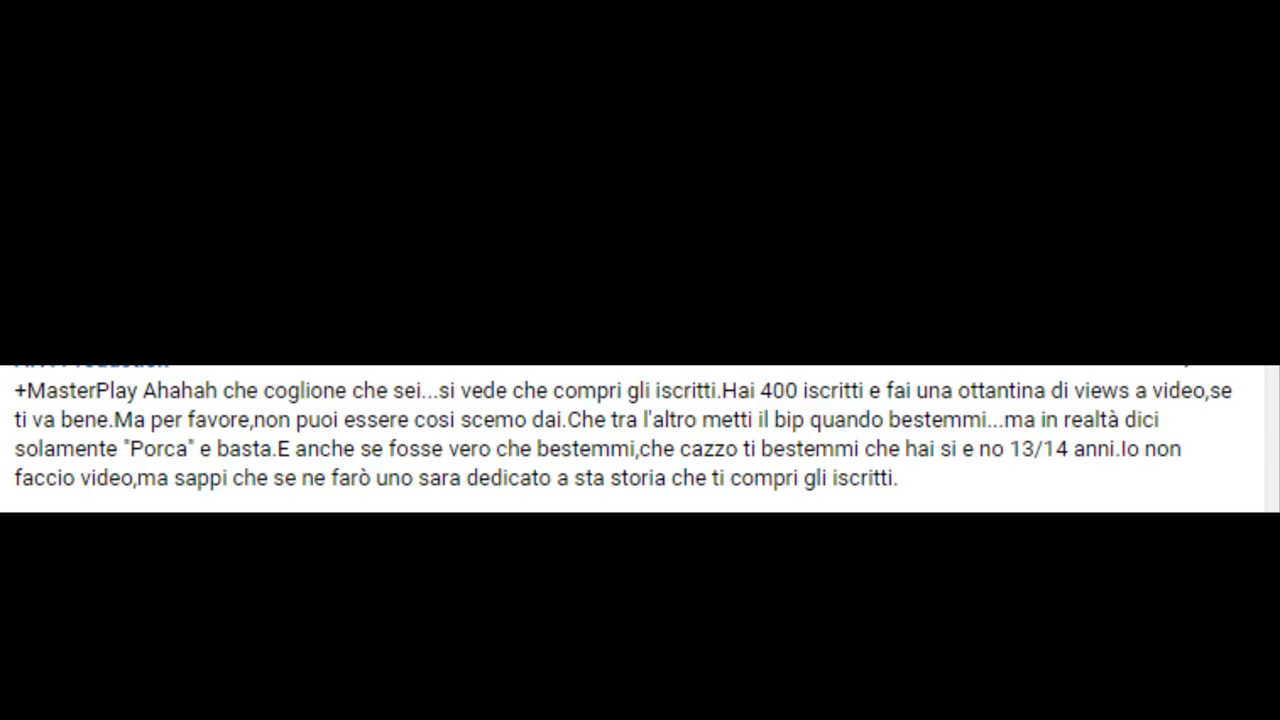 +MasterPlay Ahahah che coglione che sei...si vede che compri gli iscritti.Hai 400 iscritti e fai una ottantina di views a video,se
ti va bene.Ma per favore,non puoi essere cosi scemo dai.Che tra l'altro metti il bip quando bestemmi...ma in realtà dici
solamente "Porca" e basta.E anche se fosse vero che bestemmi,che cazzo ti bestemmi che hai si e no 13/14 anni.Io non
faccio video,ma sappi che se ne farò uno sara dedicato a sta storia che ti compri gli iscritti.